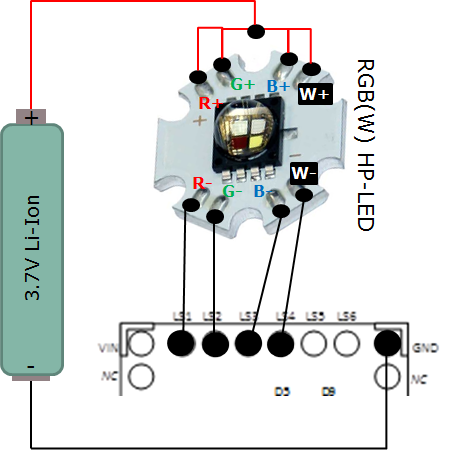 G+
B+
R+
W+
+
3.7V Li-Ion
-
RGB(W) HP-LED
+
-
R-
G-
B-
W-
LS1
LS2
LS3
LS4
LS5
LS6
VIN
GND
NC
NC
D5
D9